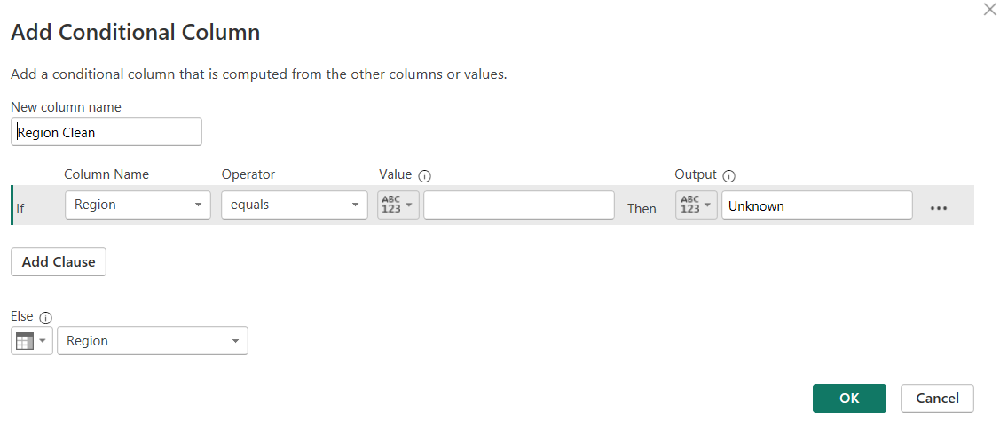 Add Conditional Column
Add a conditional column that is computed from the other columns or values.
New column name
Region Clean
Column Name Operator Value Output
If Region equals ABC 123 Then ABC 123 Unknown ...
Add Clause
Else
Region
OK Cancel